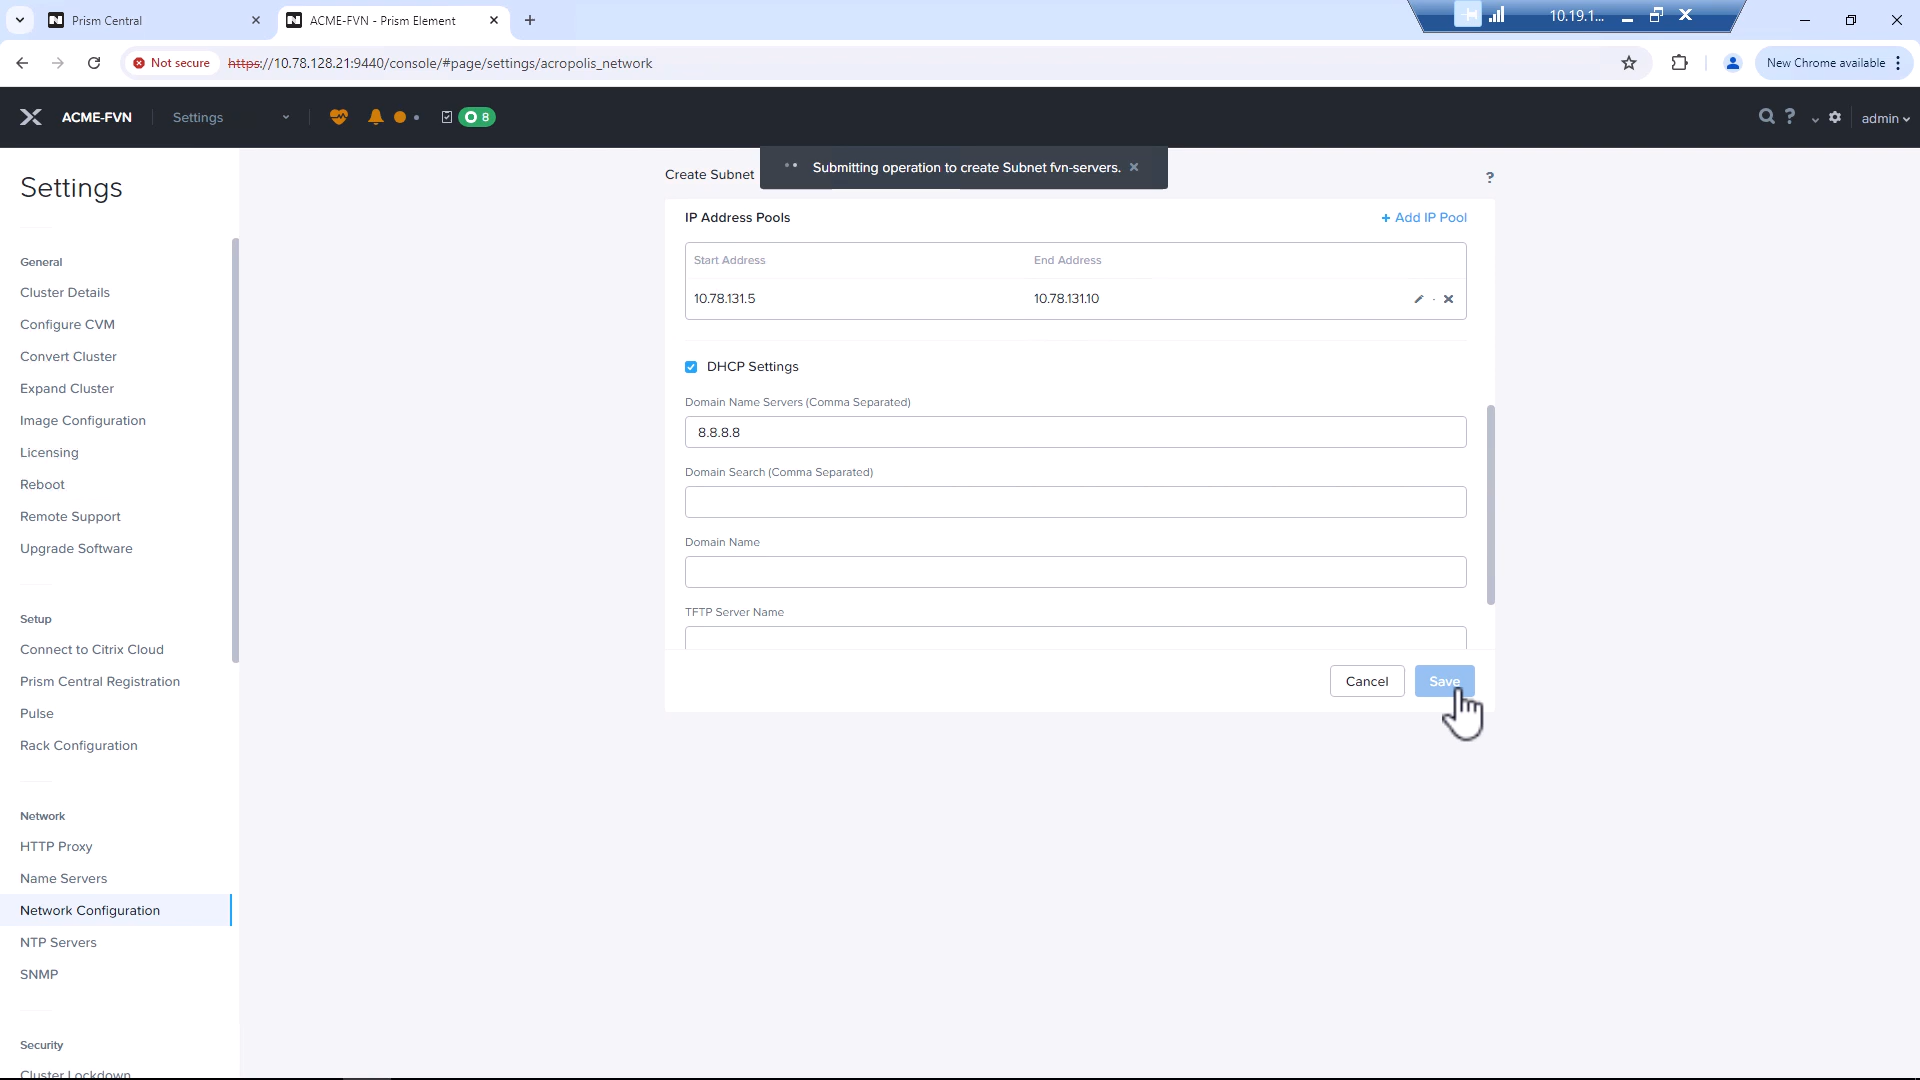 Prism Central
ACME-FVN - Prism Element
10.19.1...
Not secure
https://10.78.128.21:9440/console/#page/settings/acropolis_network
New Chrome available
ACME-FVN
Settings
8
?
admin
Submitting operation to create Subnet fvn-servers.
Settings
General
Cluster Details
Configure CVM
Convert Cluster
Expand Cluster
Image Configuration
Licensing
Reboot
Remote Support
Upgrade Software
Setup
Connect to Citrix Cloud
Prism Central Registration
Pulse
Rack Configuration
Network
HTTP Proxy
Name Servers
Network Configuration
NTP Servers
SNMP
Security
Cluster Lockdown
Create Subnet
?
IP Address Pools
+ Add IP Pool
Start Address End Address
10.78.131.5 10.78.131.10
DHCP Settings
Domain Name Servers (Comma Separated)
8.8.8.8
Domain Search (Comma Separated)
Domain Name
TFTP Server Name
Cancel
Save